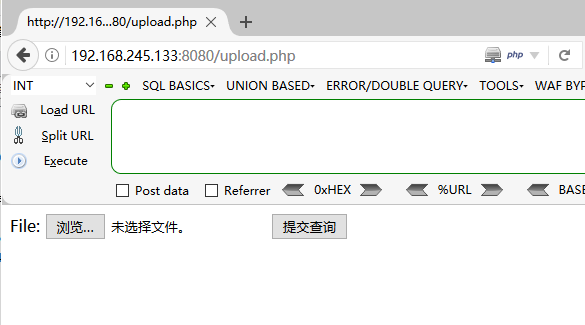 http://192.16...80/upload.php
192.168.245.133:8080/upload.php php
INT SQL BASICS UNION BASED ERROR/DOUBLE QUERY TOOLS WAF BYP
Load URL
Split URL
Execute
Post data Referrer 0xHEX %URL BASE
File: 浏览... 未选择文件。 提交查询